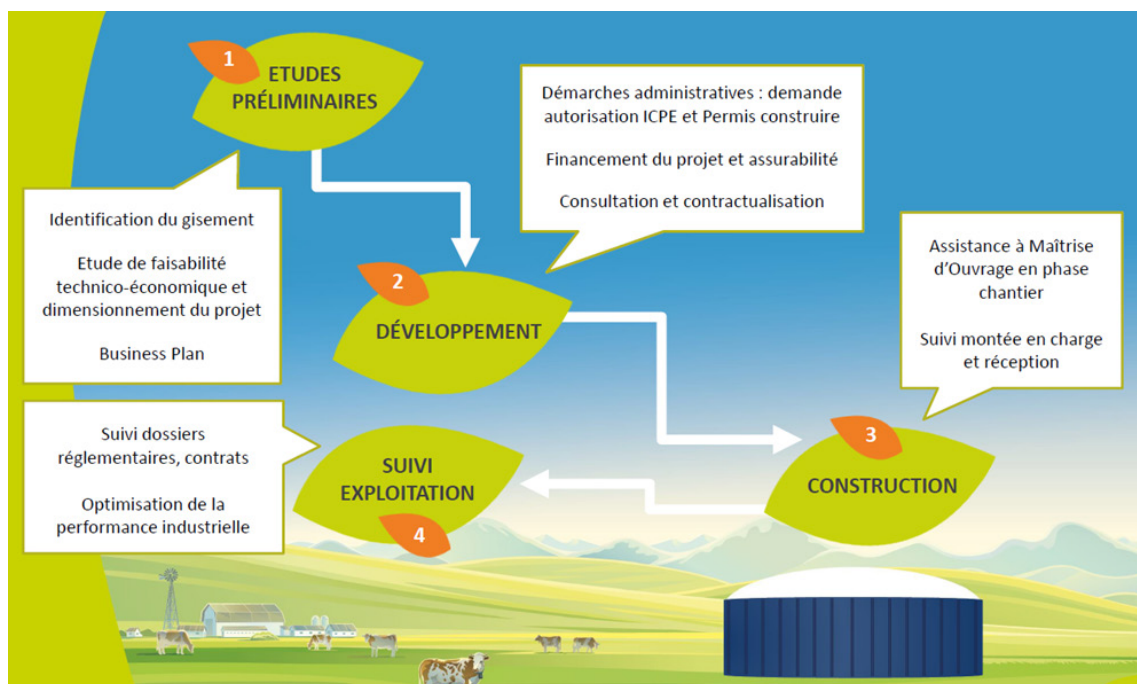 1
ETUDES
PRÉLIMINAIRES
Identification du gisement
Etude de faisabilité
technico-économique et
dimensionnement du projet
Business Plan
Démarches administratives : demande
autorisation ICPE et Permis construire
Financement du projet et assurabilité
Consultation et contractualisation
2
DÉVELOPPEMENT
Assistance à Maîtrise
d'Ouvrage en phase
chantier
Suivi montée en charge
et réception
3
CONSTRUCTION
Suivi dossiers
réglementaires, contrats
Optimisation de la
performance industrielle
SUIVI
EXPLOITATION
4